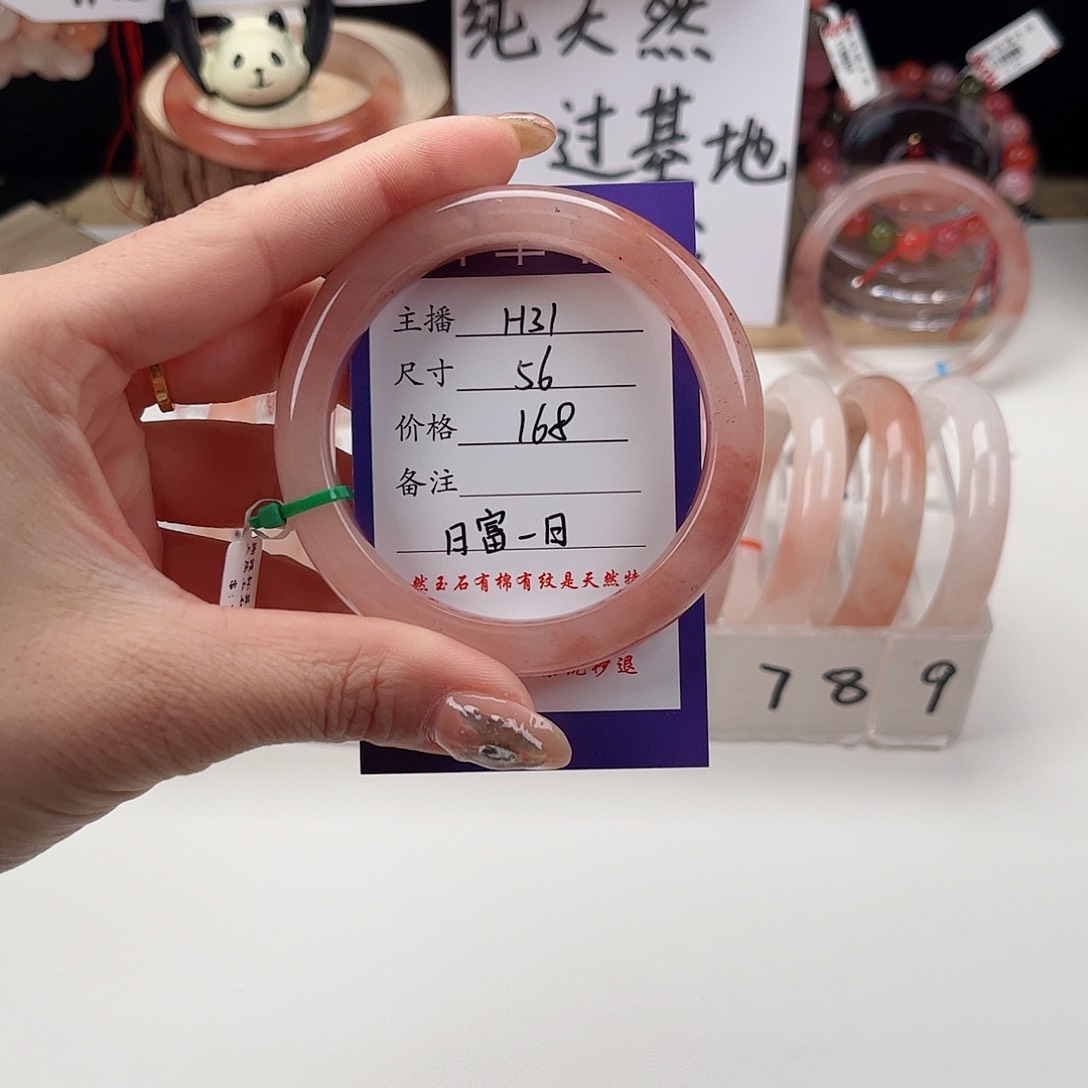 纯天然
过基地
主播 H31
尺寸 56
价格 168
备注
日富一日
然玉石有棉有纹是天然特
退
7 8 9